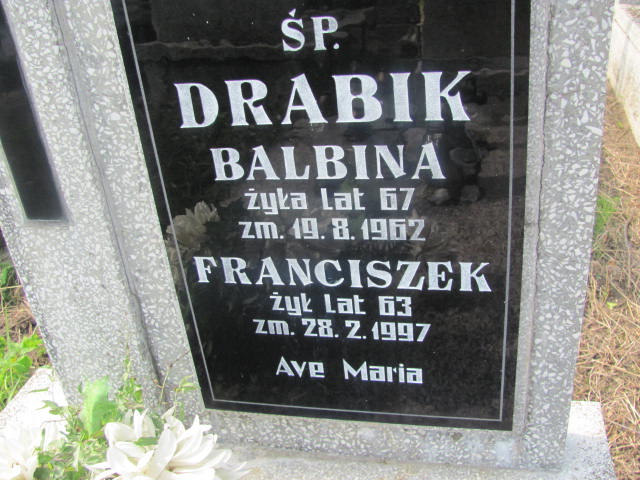 ŚP.
DRABIK
BALBINA
żyła lat 67
zm. 19. 8. 1962
FRANCISZEK
żył lat 63
zm. 28. 2. 1997
Ave Maria